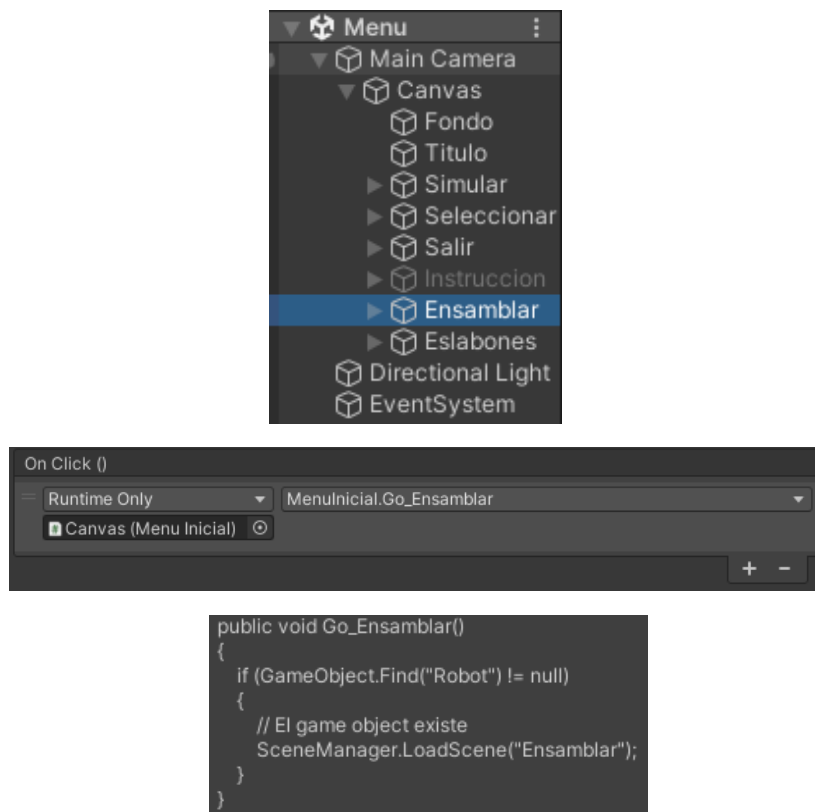 Menu
Main Camera
Canvas
Fondo
Titulo
Simular
Seleccionar
Salir
Instruccion
Ensamblar
Eslabones
Directional Light
EventSystem
On Click ()
Runtime Only MenuInicial.Go_Ensamblar
Canvas (Menu Inicial)
+ -
public void Go_Ensamblar()
{
if (GameObject.Find("Robot") != null)
{
// El game object existe
SceneManager.LoadScene("Ensamblar");
}
}